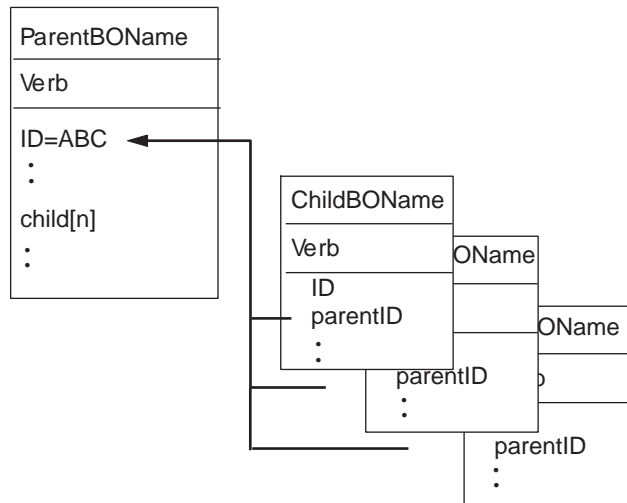 ParentBOName
Verb
ID=ABC
:
child[n]
:
ChildBOName
Verb
ID
parentID
:
OName
parentID
:
OName
parentID
: